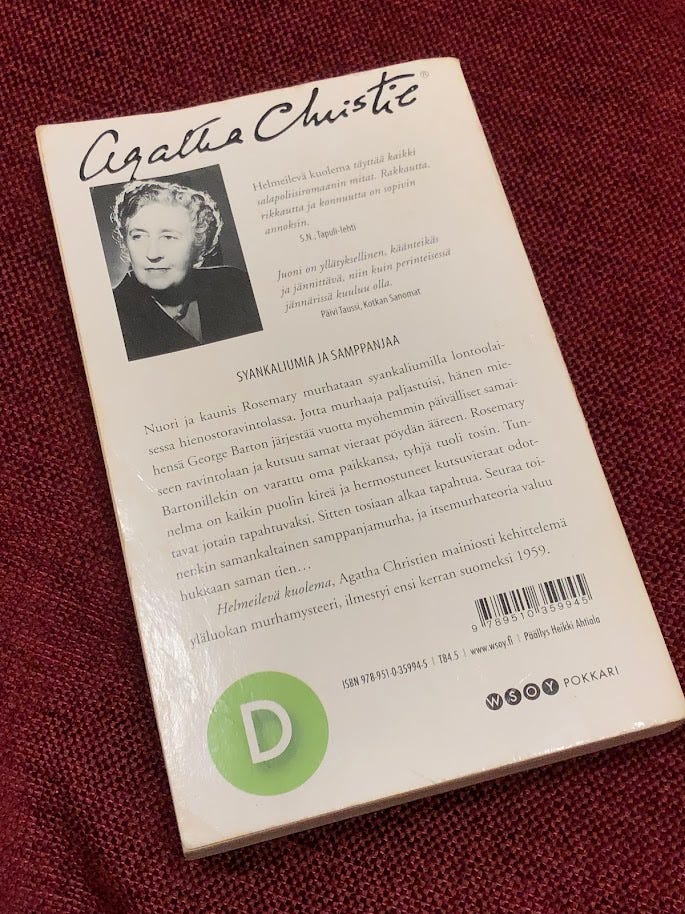 Agatha Christie®
Helmeilevä kuolema täyttää kaikki
salapoliisiromaanin mitat. Rakkautta,
rikkautta ja konnuutta on sopivin
annoksin.
S.N., Tapuli-lehti
Juoni on yllätyksellinen, käänteikäs
ja jännittävä, niin kuin perinteisessä
jännärissä kuuluu olla.
Päivi Taussi, Kotkan Sanomat
SYANKALIUMIA JA SAMPPANJAA
Nuori ja kaunis Rosemary murhataan syankaliumilla lontoolai-
sessa hienostoravintolassa. Jotta murhaaja paljastuisi, hänen mie-
hensä George Barton järjestää vuotta myöhemmin päivälliset samai-
seen ravintolaan ja kutsuu samat vieraat pöydän ääreen. Rosemary
Bartonillekin on varattu oma paikkansa, tyhjä tuoli tosin. Tun-
nelma on kaikin puolin kireä ja hermostuneet kutsuvieraat odot-
tavat jotain tapahtuvaksi. Sitten tosiaan alkaa tapahtua. Seuraa toi-
nenkin samankaltainen samppanjamurha, ja itsemurhateoria valuu
hukkaan saman tien...
Helmeilevä kuolema, Agatha Christien mainiosti kehittelemä
yläluokan murhamysteeri, ilmestyi ensi kerran suomeksi 1959.
9 789510 359945
ISBN 978-951-0-35994-5 | T84.5 | www.wsoy.fi | Päällys Heikki Ahtiala
WSOY POKKARI
D